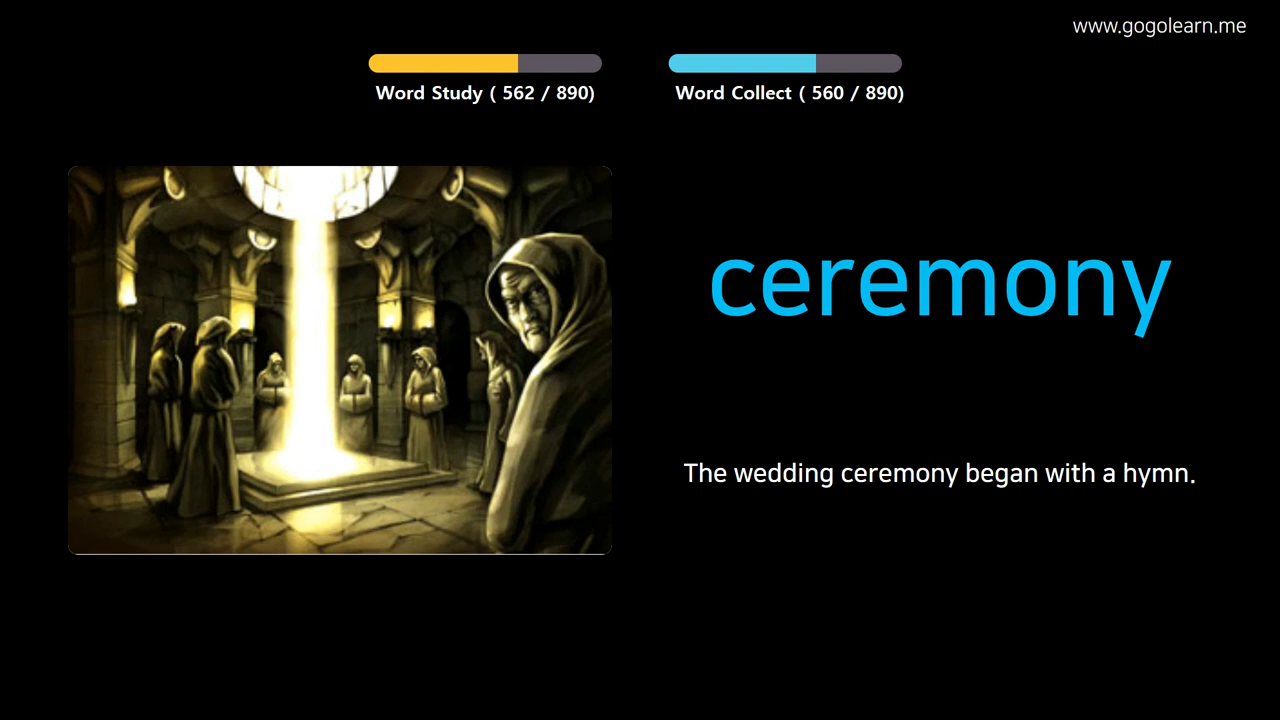 www.gogolearn.me
Word Study ( 562 / 890)
Word Collect ( 560 / 890)
ceremony
The wedding ceremony began with a hymn.